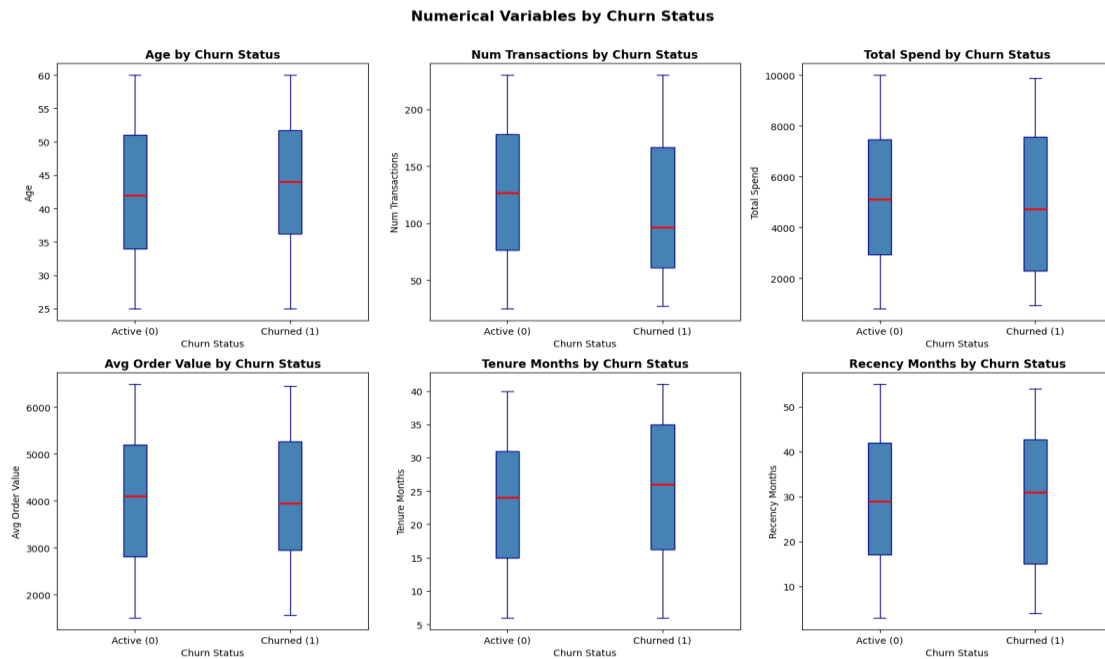 Numerical Variables by Churn Status
Age by Churn Status
60
55
50
45
40
35
30
25
Age
Active (0) Churned (1)
Churn Status
Num Transactions by Churn Status
200
150
100
50
Num Transactions
Active (0) Churned (1)
Churn Status
Total Spend by Churn Status
10000
8000
6000
4000
2000
Total Spend
Active (0) Churned (1)
Churn Status
Avg Order Value by Churn Status
6000
5000
4000
3000
2000
Avg Order Value
Active (0) Churned (1)
Churn Status
Tenure Months by Churn Status
40
35
30
25
20
15
10
5
Tenure Months
Active (0) Churned (1)
Churn Status
Recency Months by Churn Status
50
40
30
20
10
Recency Months
Active (0) Churned (1)
Churn Status